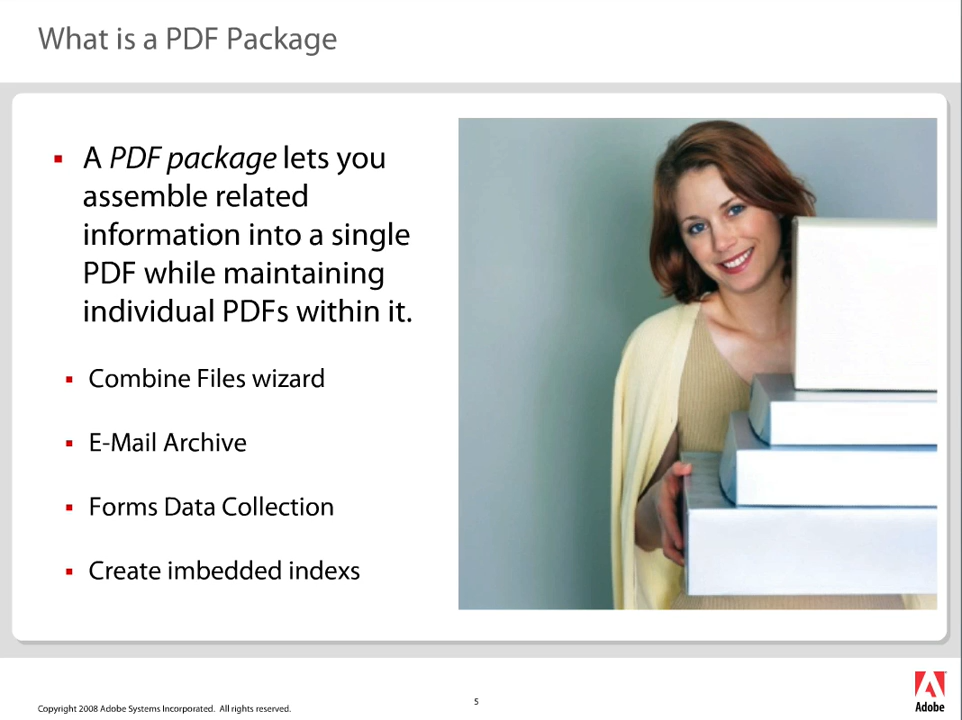 What is a PDF Package
▪ A PDF package lets you
assemble related
information into a single
PDF while maintaining
individual PDFs within it.
▪ Combine Files wizard
▪ E-Mail Archive
▪ Forms Data Collection
▪ Create imbedded indexs
Copyright 2008 Adobe Systems Incorporated. All rights reserved.
5
Adobe